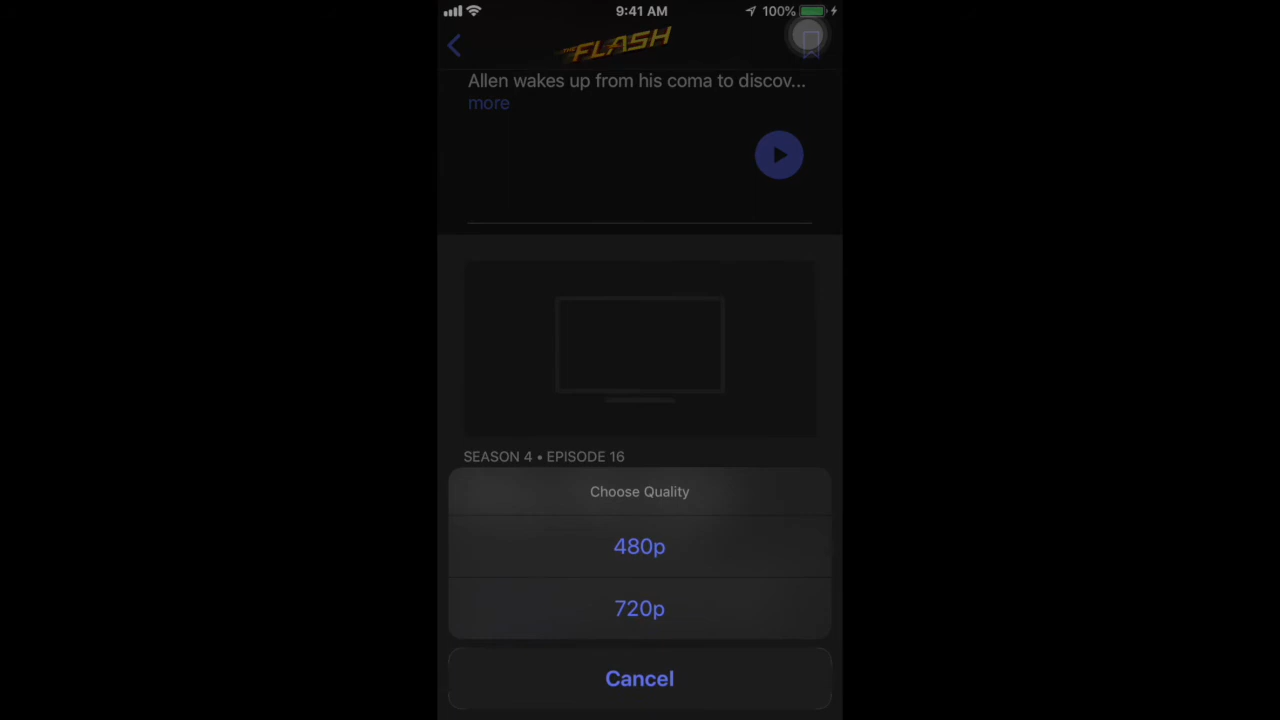 9:41 AM
100%
THE FLASH
Allen wakes up from his coma to discov...
more
SEASON 4 • EPISODE 16
Choose Quality
480p
720p
Cancel